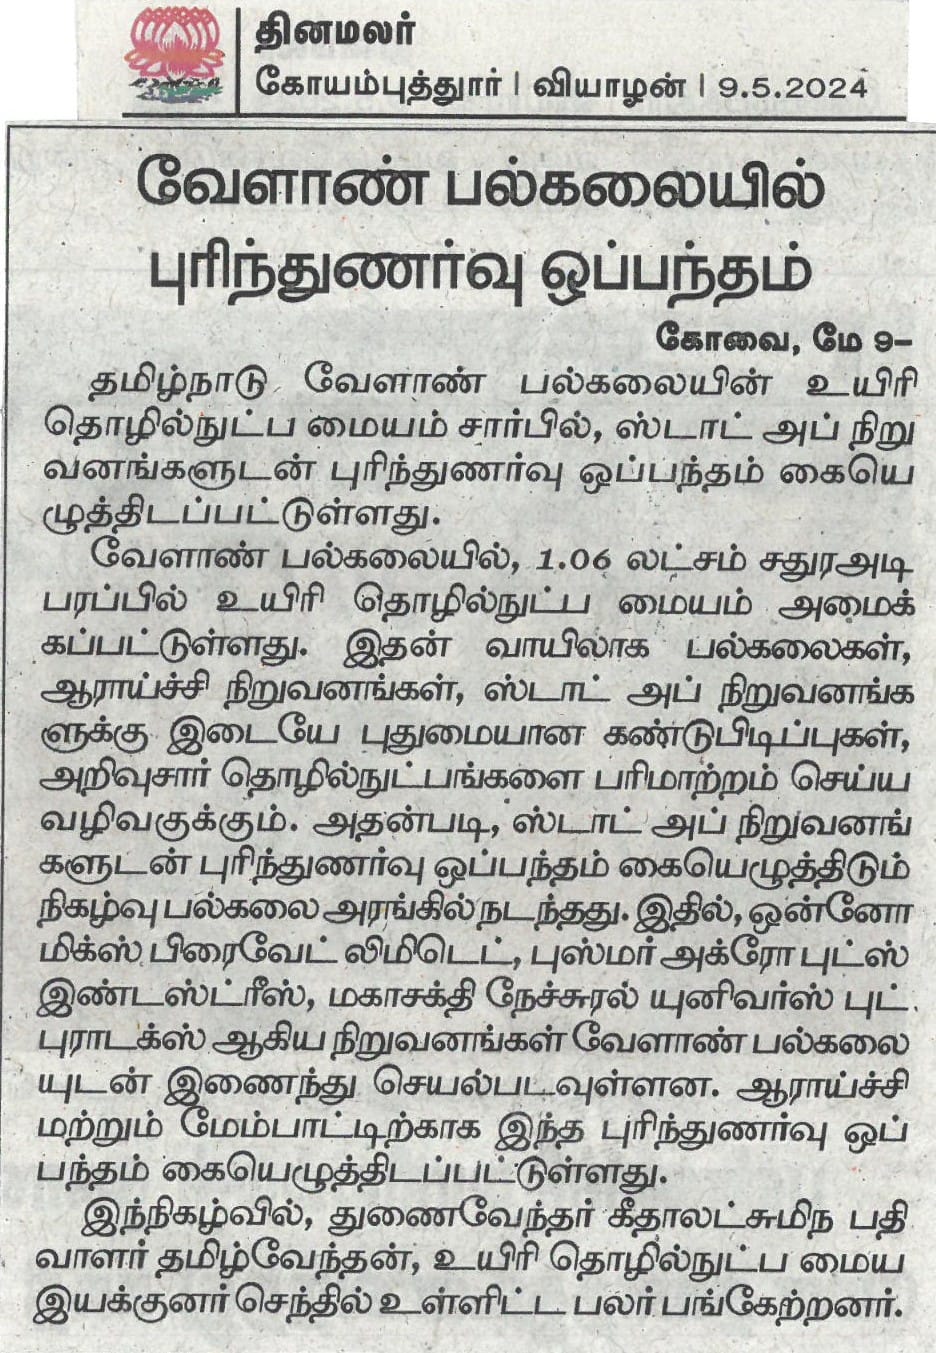 தினமலர்
கோயம்புத்தூர் | வியாழன் | 9.5.2024
வேளாண் பல்கலையில்
புரிந்துணர்வு ஒப்பந்தம்
கோவை, மே 9–
தமிழ்நாடு வேளாண் பல்கலையின் உயிரி
தொழில்நுட்ப மையம் சார்பில், ஸ்டாட் அப் நிறு
வனங்களுடன் புரிந்துணர்வு ஒப்பந்தம் கையெ
ழுத்திடப்பட்டுள்ளது.
வேளாண் பல்கலையில், 1.06 லட்சம் சதுரஅடி
பரப்பில் உயிரி தொழில்நுட்ப மையம் அமைக்
கப்பட்டுள்ளது. இதன் வாயிலாக பல்கலைகள்,
ஆராய்ச்சி நிறுவனங்கள், ஸ்டாட் அப் நிறுவனங்க
ளுக்கு இடையே புதுமையான கண்டுபிடிப்புகள்,
அறிவுசார் தொழில்நுட்பங்களை பரிமாற்றம் செய்ய
வழிவகுக்கும். அதன்படி, ஸ்டாட் அப் நிறுவனங்
களுடன் புரிந்துணர்வு ஒப்பந்தம் கையெழுத்திடும்
நிகழ்வு பல்கலை அரங்கில் நடந்தது. இதில், ஒன்னோ
மிக்ஸ் பிரைவேட் லிமிடெட், புஸ்மர் அக்ரோ புட்ஸ்
இண்டஸ்ட்ரீஸ், மகாசக்தி நேச்சுரல் யுனிவர்ஸ் புட்
புராடக்ஸ் ஆகிய நிறுவனங்கள் வேளாண் பல்கலை
யுடன் இணைந்து செயல்படவுள்ளன. ஆராய்ச்சி
மற்றும் மேம்பாட்டிற்காக இந்த புரிந்துணர்வு ஒப்
பந்தம் கையெழுத்திடப்பட்டுள்ளது.
இந்நிகழ்வில், துணைவேந்தர் கீதாலட்சுமி, பதி
வாளர் தமிழ்வேந்தன், உயிரி தொழில்நுட்ப மைய
இயக்குனர் செந்தில் உள்ளிட்ட பலர் பங்கேற்றனர்.